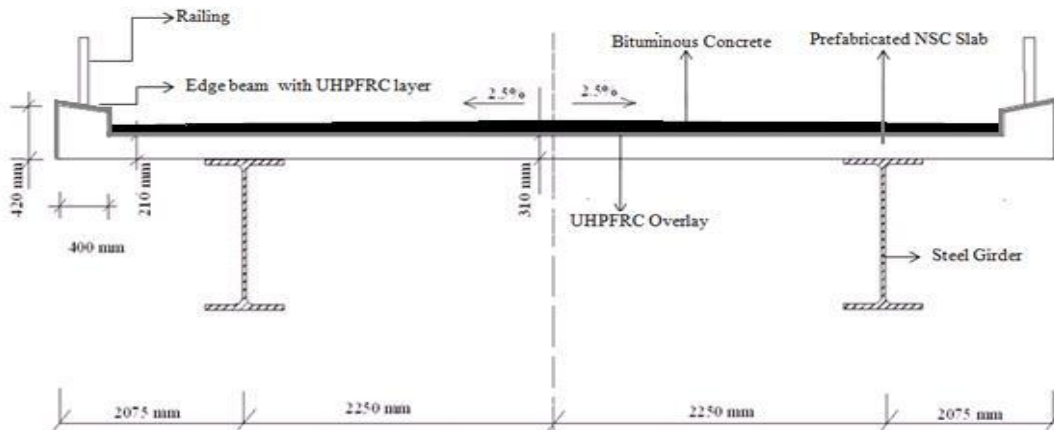 Railing
Bituminous Concrete
Prefabricated NSC Slab
Edge beam with UHPFRC layer
2.5%
2.5%
420 mm
210 mm
310 mm
UHPFRC Overlay
400 mm
Steel Girder
2075 mm
2250 mm
2250 mm
2075 mm